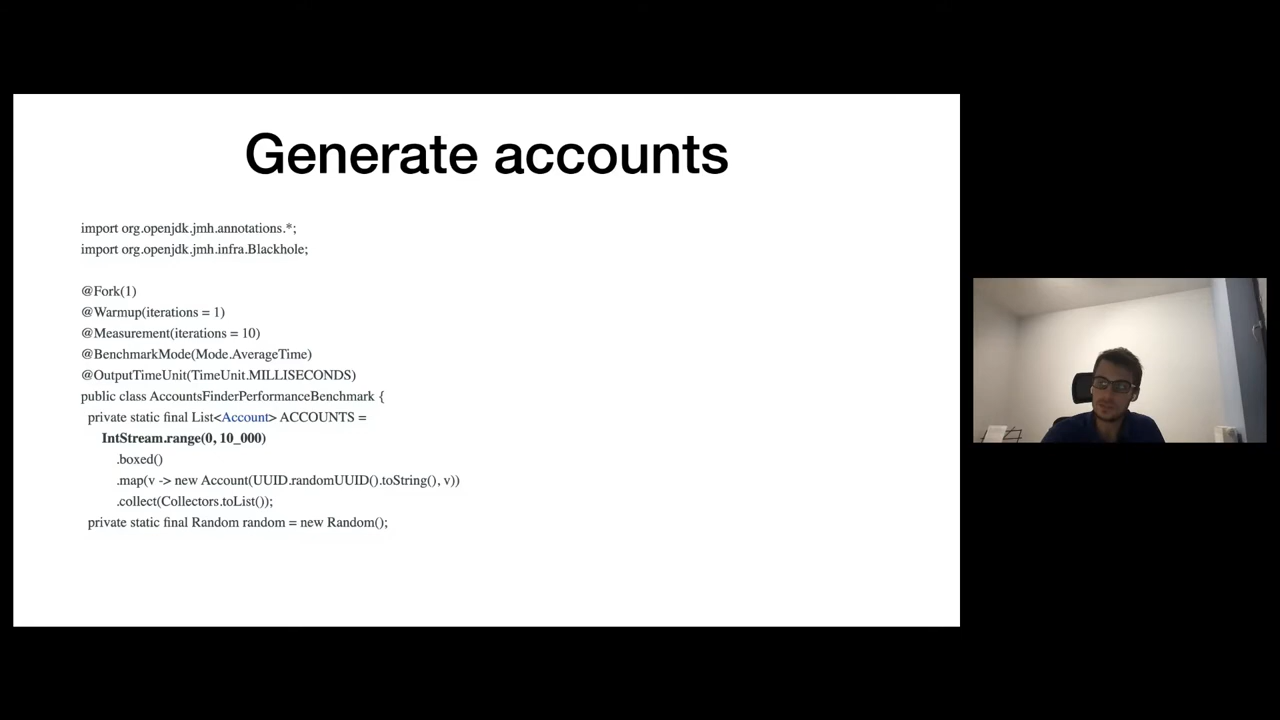 Generate accounts
import org.openjdk.jmh.annotations.*;
import org.openjdk.jmh.infra.Blackhole;
@Fork(1)
@Warmup(iterations = 1)
@Measurement(iterations = 10)
@BenchmarkMode(Mode.AverageTime)
@OutputTimeUnit(TimeUnit.MILLISECONDS)
public class AccountsFinderPerformanceBenchmark {
private static final List<Account> ACCOUNTS =
IntStream.range(0, 10_000)
.boxed()
.map(v -> new Account(UUID.randomUUID().toString(), v))
.collect(Collectors.toList());
private static final Random random = new Random();